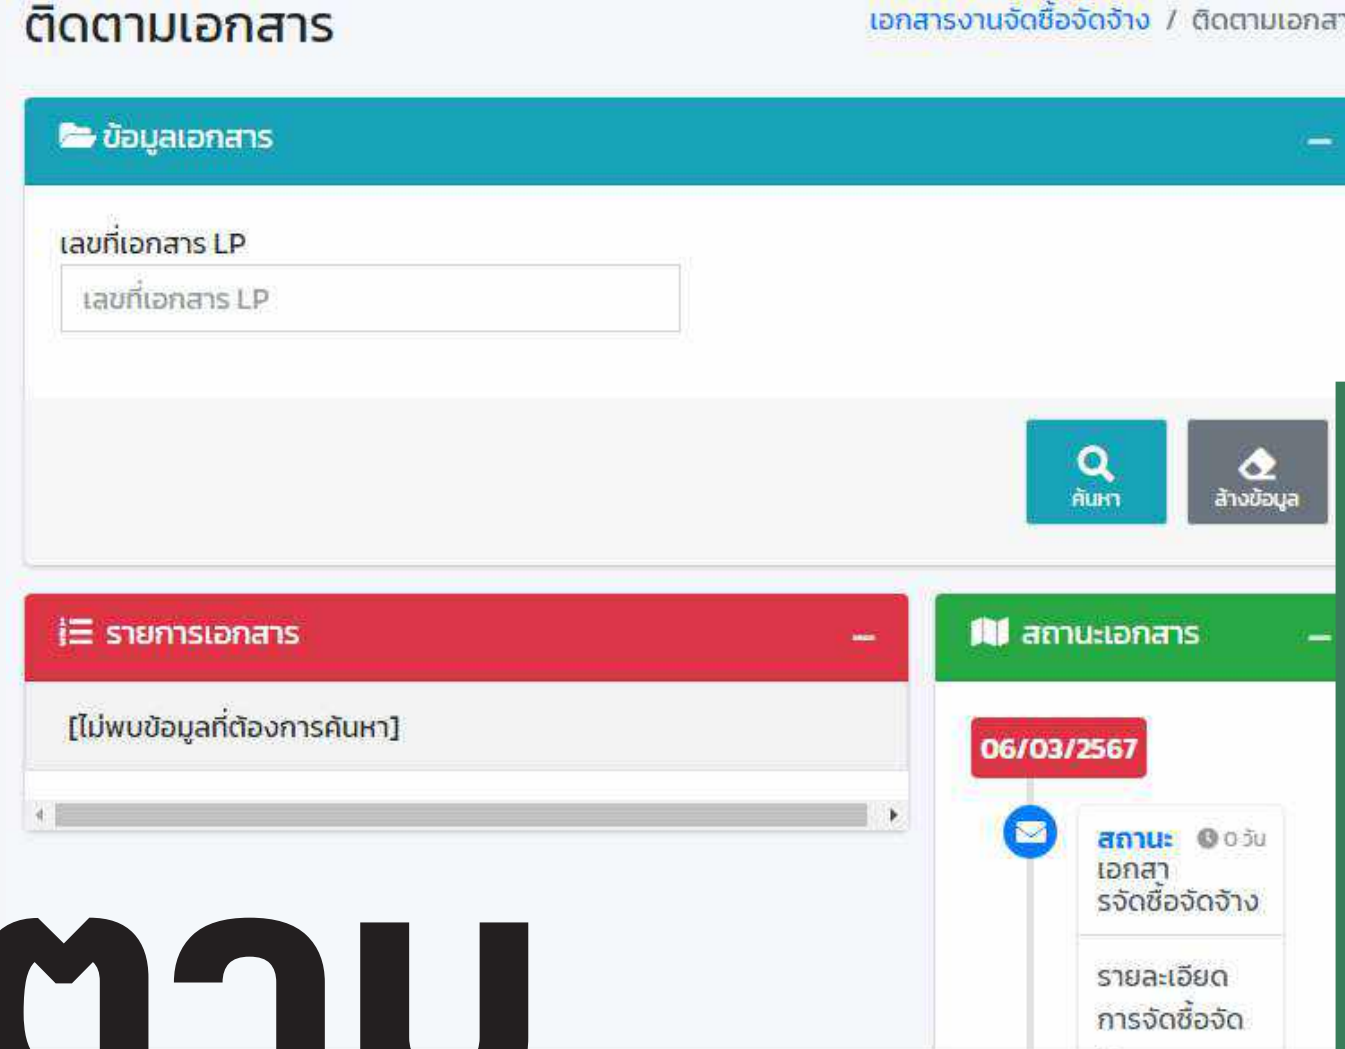 ติดตามเอกสาร
เอกสารงานจัดซื้อจัดจ้าง / ติดตามเอกสา
ข้อมูลเอกสาร
เลขที่เอกสาร LP
เลขที่เอกสาร LP
ค้นหา
ล้างข้อมูล
รายการเอกสาร
สถานะเอกสาร
[ไม่พบข้อมูลที่ต้องการค้นหา]
06/03/2567
สถานะ 0 วัน
เอกสา
รจัดซื้อจัดจ้าง
รายละเอียด
การจัดซื้อจัด
ตาม